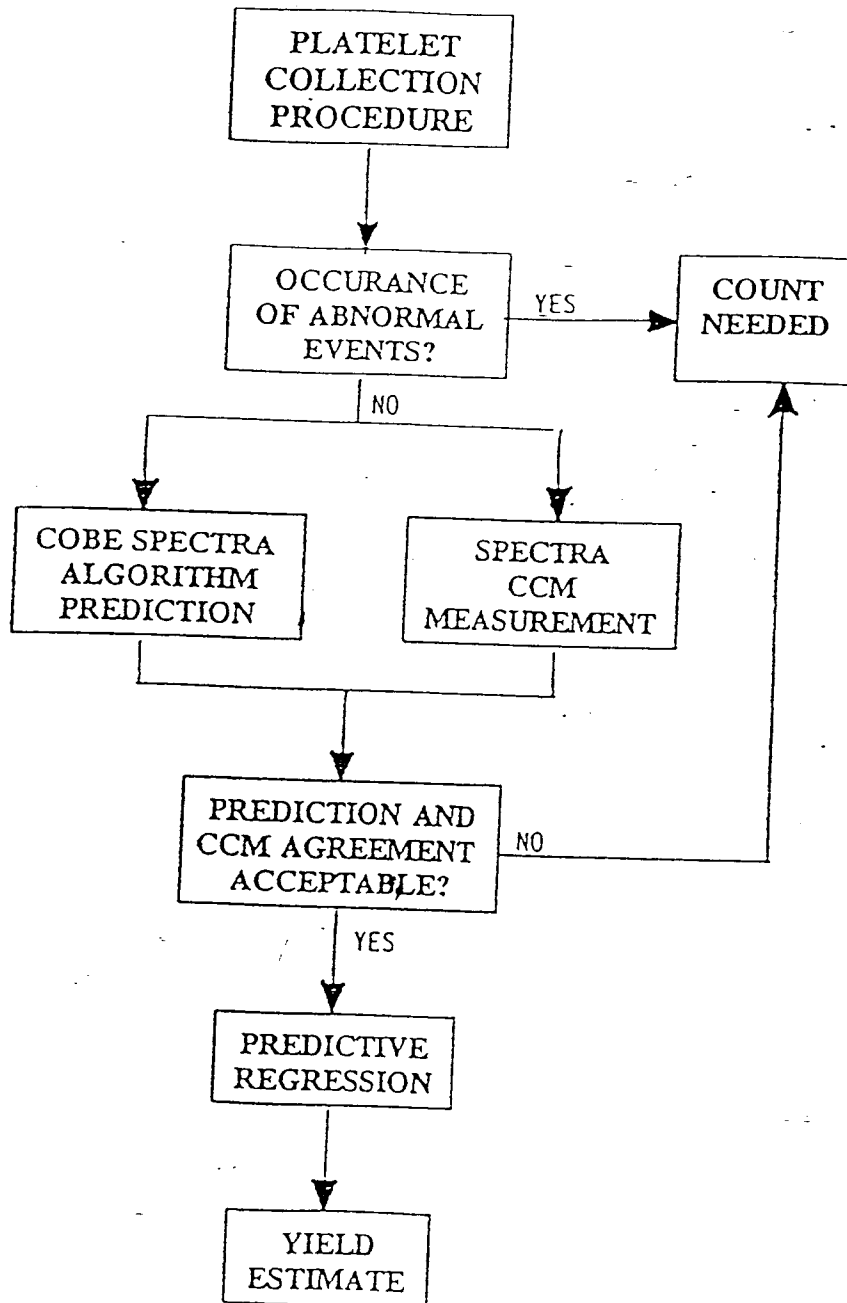 PLATELET
COLLECTION
PROCEDURE
OCCURANCE
OF ABNORMAL
EVENTS?
YES
COUNT
NEEDED
NO
COBE SPECTRA
ALGORITHM
PREDICTION
SPECTRA
CCM
MEASUREMENT
PREDICTION AND
CCM AGREEMENT
ACCEPTABLE?
NO
YES
PREDICTIVE
REGRESSION
YIELD
ESTIMATE